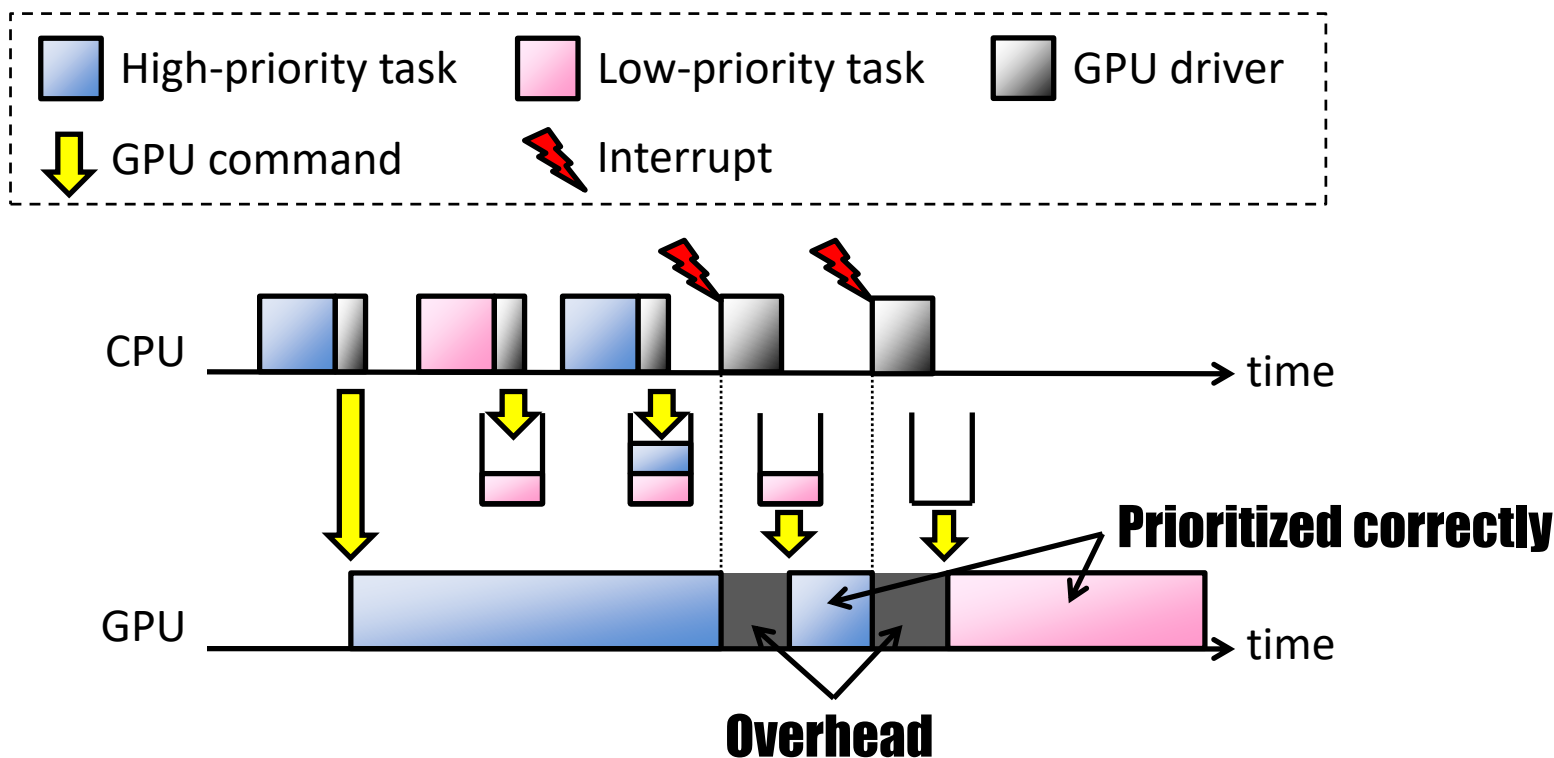 High-priority task
Low-priority task
GPU driver
GPU command
Interrupt
CPU
time
Prioritized correctly
GPU
time
Overhead